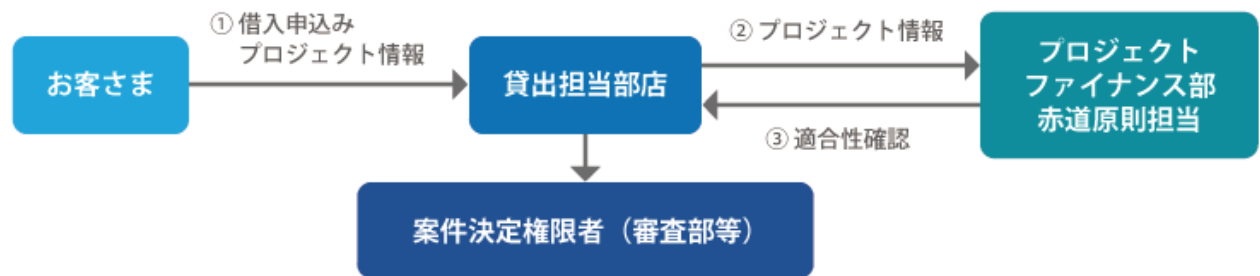 ① 借入申込み
プロジェクト情報
お客さま
貸出担当部店
② プロジェクト情報
③ 適合性確認
プロジェクト
ファイナンス部
赤道原則担当
案件決定権限者（審査部等）